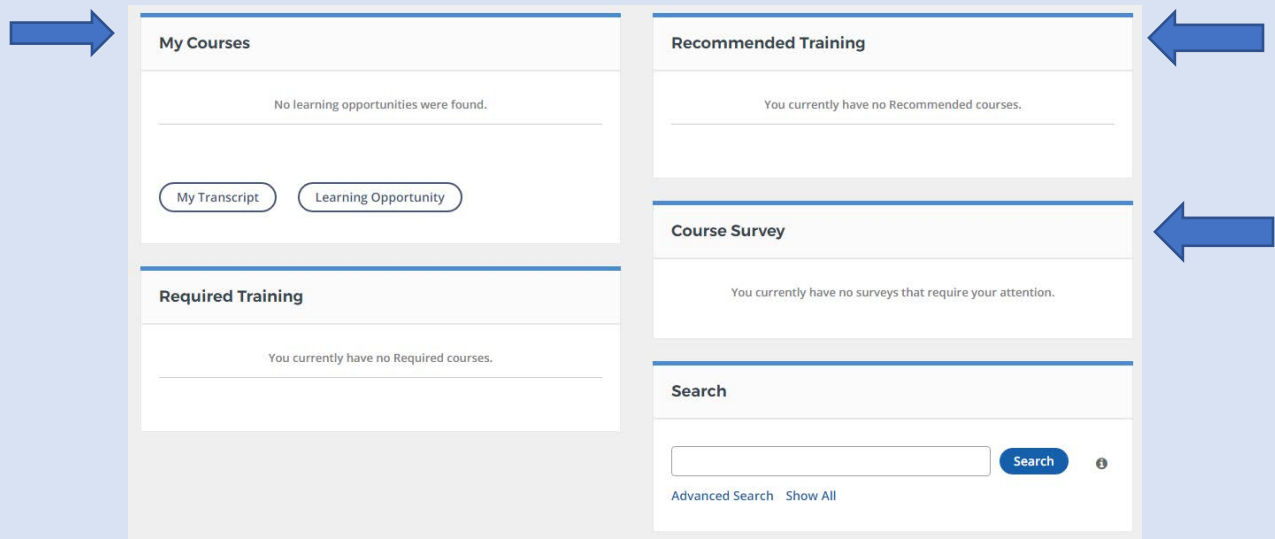 My Courses
No learning opportunities were found.
My Transcript
Learning Opportunity
Required Training
You currently have no Required courses.
Recommended Training
You currently have no Recommended courses.
Course Survey
You currently have no surveys that require your attention.
Search
Search
Advanced Search Show All